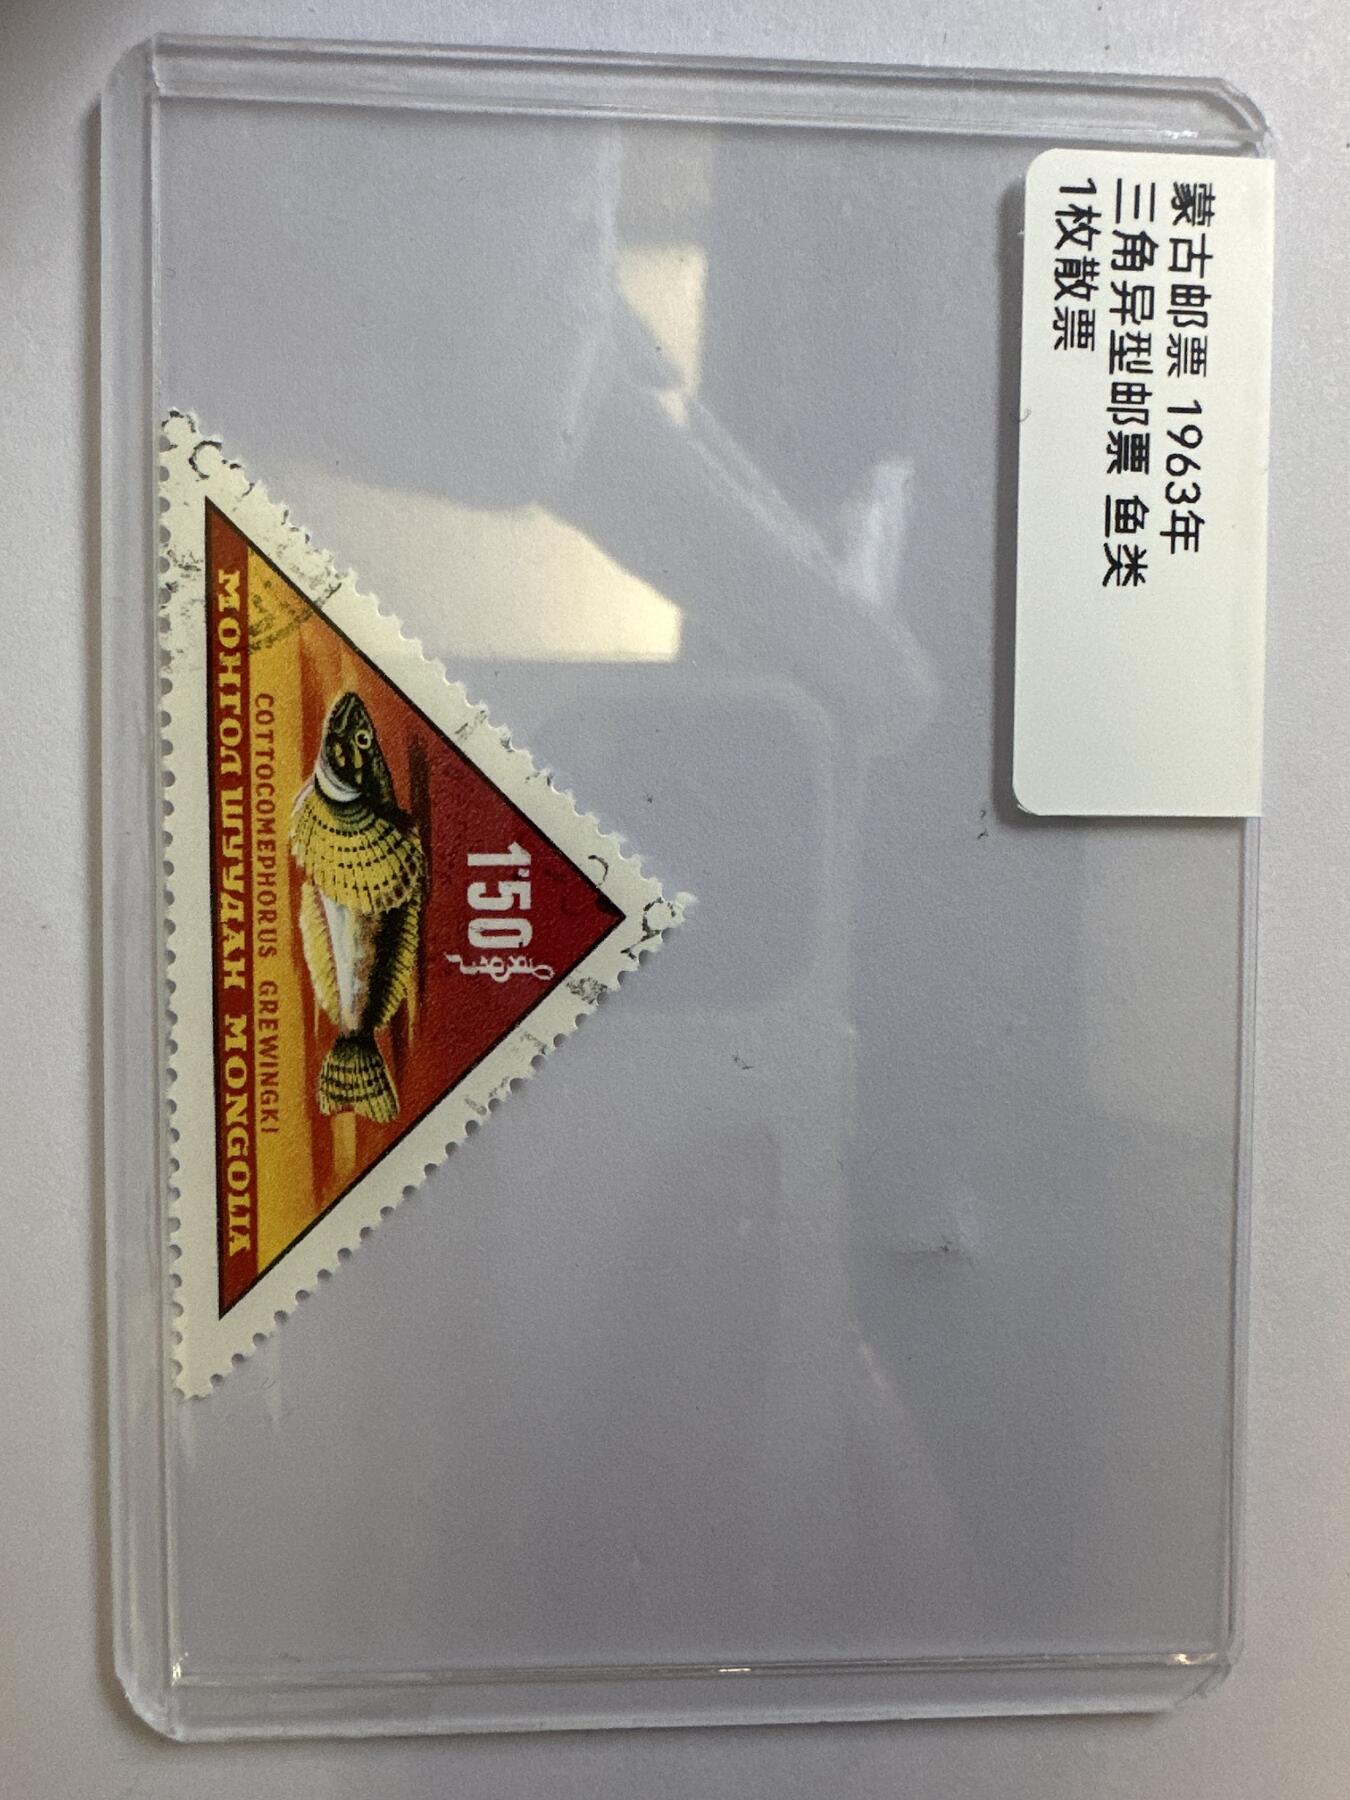 蒙古邮票 1963年
三角异型邮票 鱼类
1枚散票
1'50
COTTOCOMEPHORUS GREWINGKI
МОНГОЛ ШУУДАН MONGOLIA